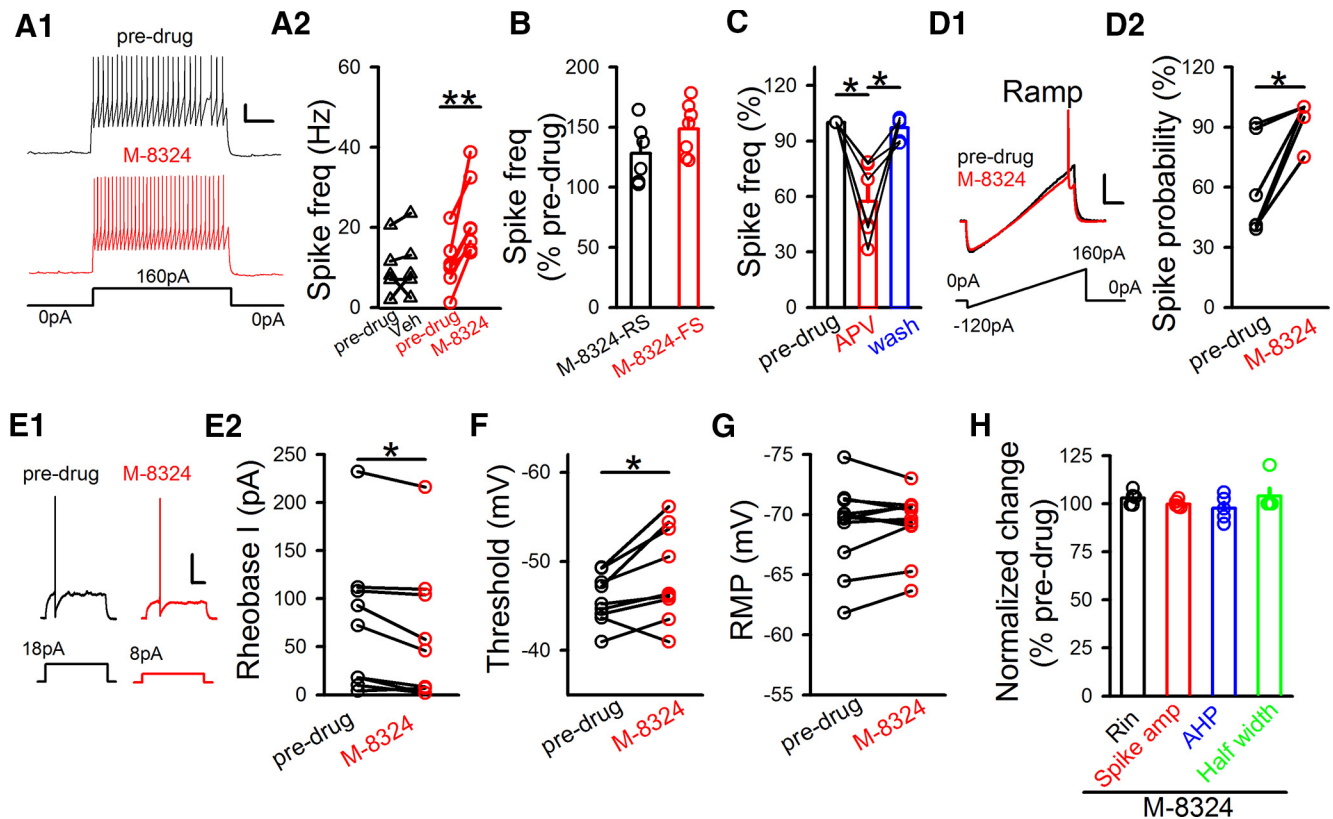 A1
pre-drug
M-8324
160pA
0pA
0pA
A2
Spike freq (Hz)
60
40
20
0
**
pre-drug
Veh
pre-drug
M-8324
B
Spike freq
(% pre-drug)
200
150
100
50
0
M-8324-RS
M-8324-FS
C
Spike freq (%)
120
90
60
30
0
*
*
pre-drug
APV
wash
D1
Ramp
pre-drug
M-8324
160pA
0pA
0pA
-120pA
D2
Spike probability (%)
120
90
60
30
0
*
pre-drug
M-8324
E1
pre-drug
M-8324
18pA
8pA
E2
Rheobase I (pA)
250
200
150
100
50
0
*
pre-drug
M-8324
F
Threshold (mV)
-60
-50
-40
*
pre-drug
M-8324
G
RMP (mV)
-75
-70
-65
-60
-55
pre-drug
M-8324
H
Normalized change
(% pre-drug)
125
100
75
50
25
0
Rin
Spike amp
AHP
Half width
M-8324